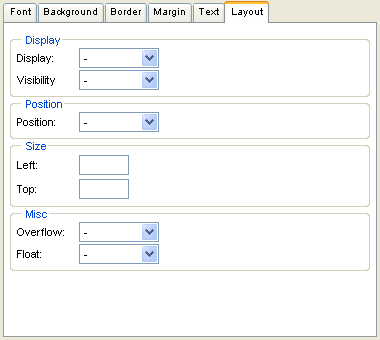 Font Background Border Margin Text Layout
Display
Display: -
Visibility -
Position
Position: -
Size
Left:
Top:
Misc
Overflow: -
Float: -